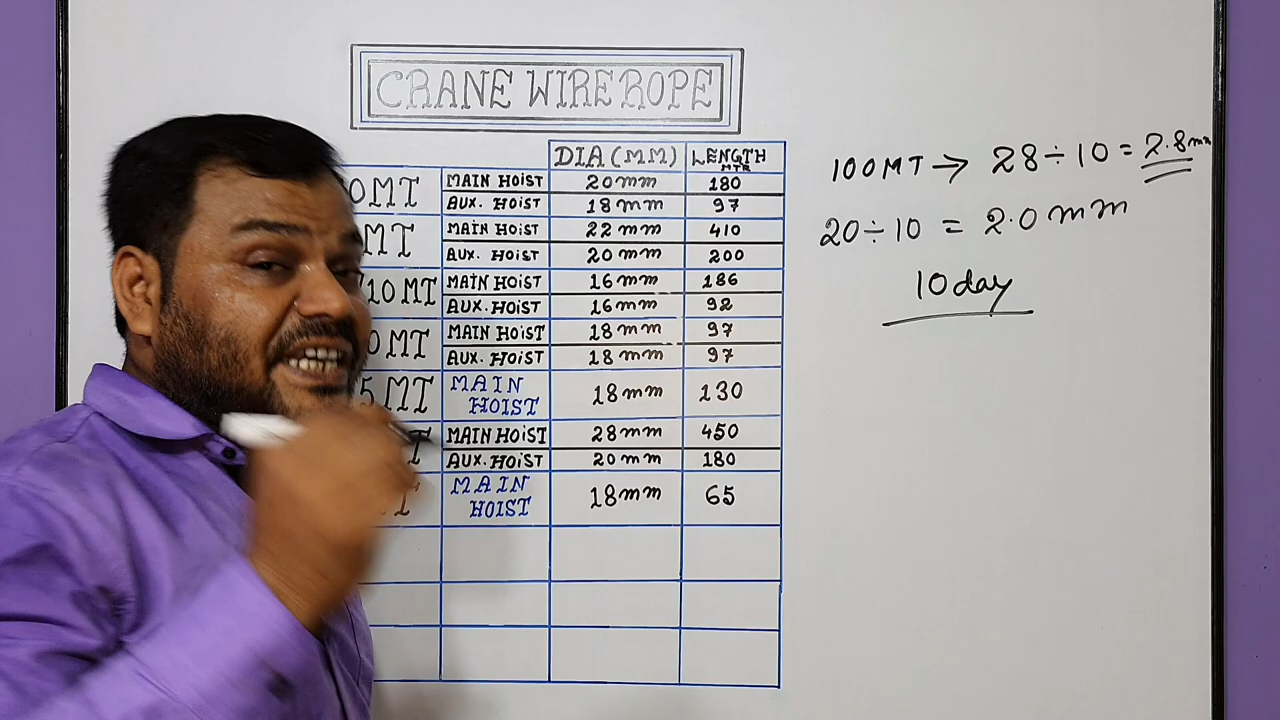 CRANE WIRE ROPE
DIA (MM) LENGTH MTR
0MT MAIN HOIST 20mm 180
AUX. HOIST 18mm 97
MT MAIN HOIST 22mm 410
AUX. HOIST 20mm 200
/10MT MAIN HOIST 16mm 186
AUX. HOIST 16mm 92
0MT MAIN HOIST 18mm 97
AUX. HOIST 18mm 97
5MT MAIN HOIST 18mm 130
T MAIN HOIST 28mm 450
AUX. HOIST 20mm 180
T MAIN HOIST 18mm 65
100MT → 28÷10 = 2.8mm
20÷10 = 2.0mm
10day